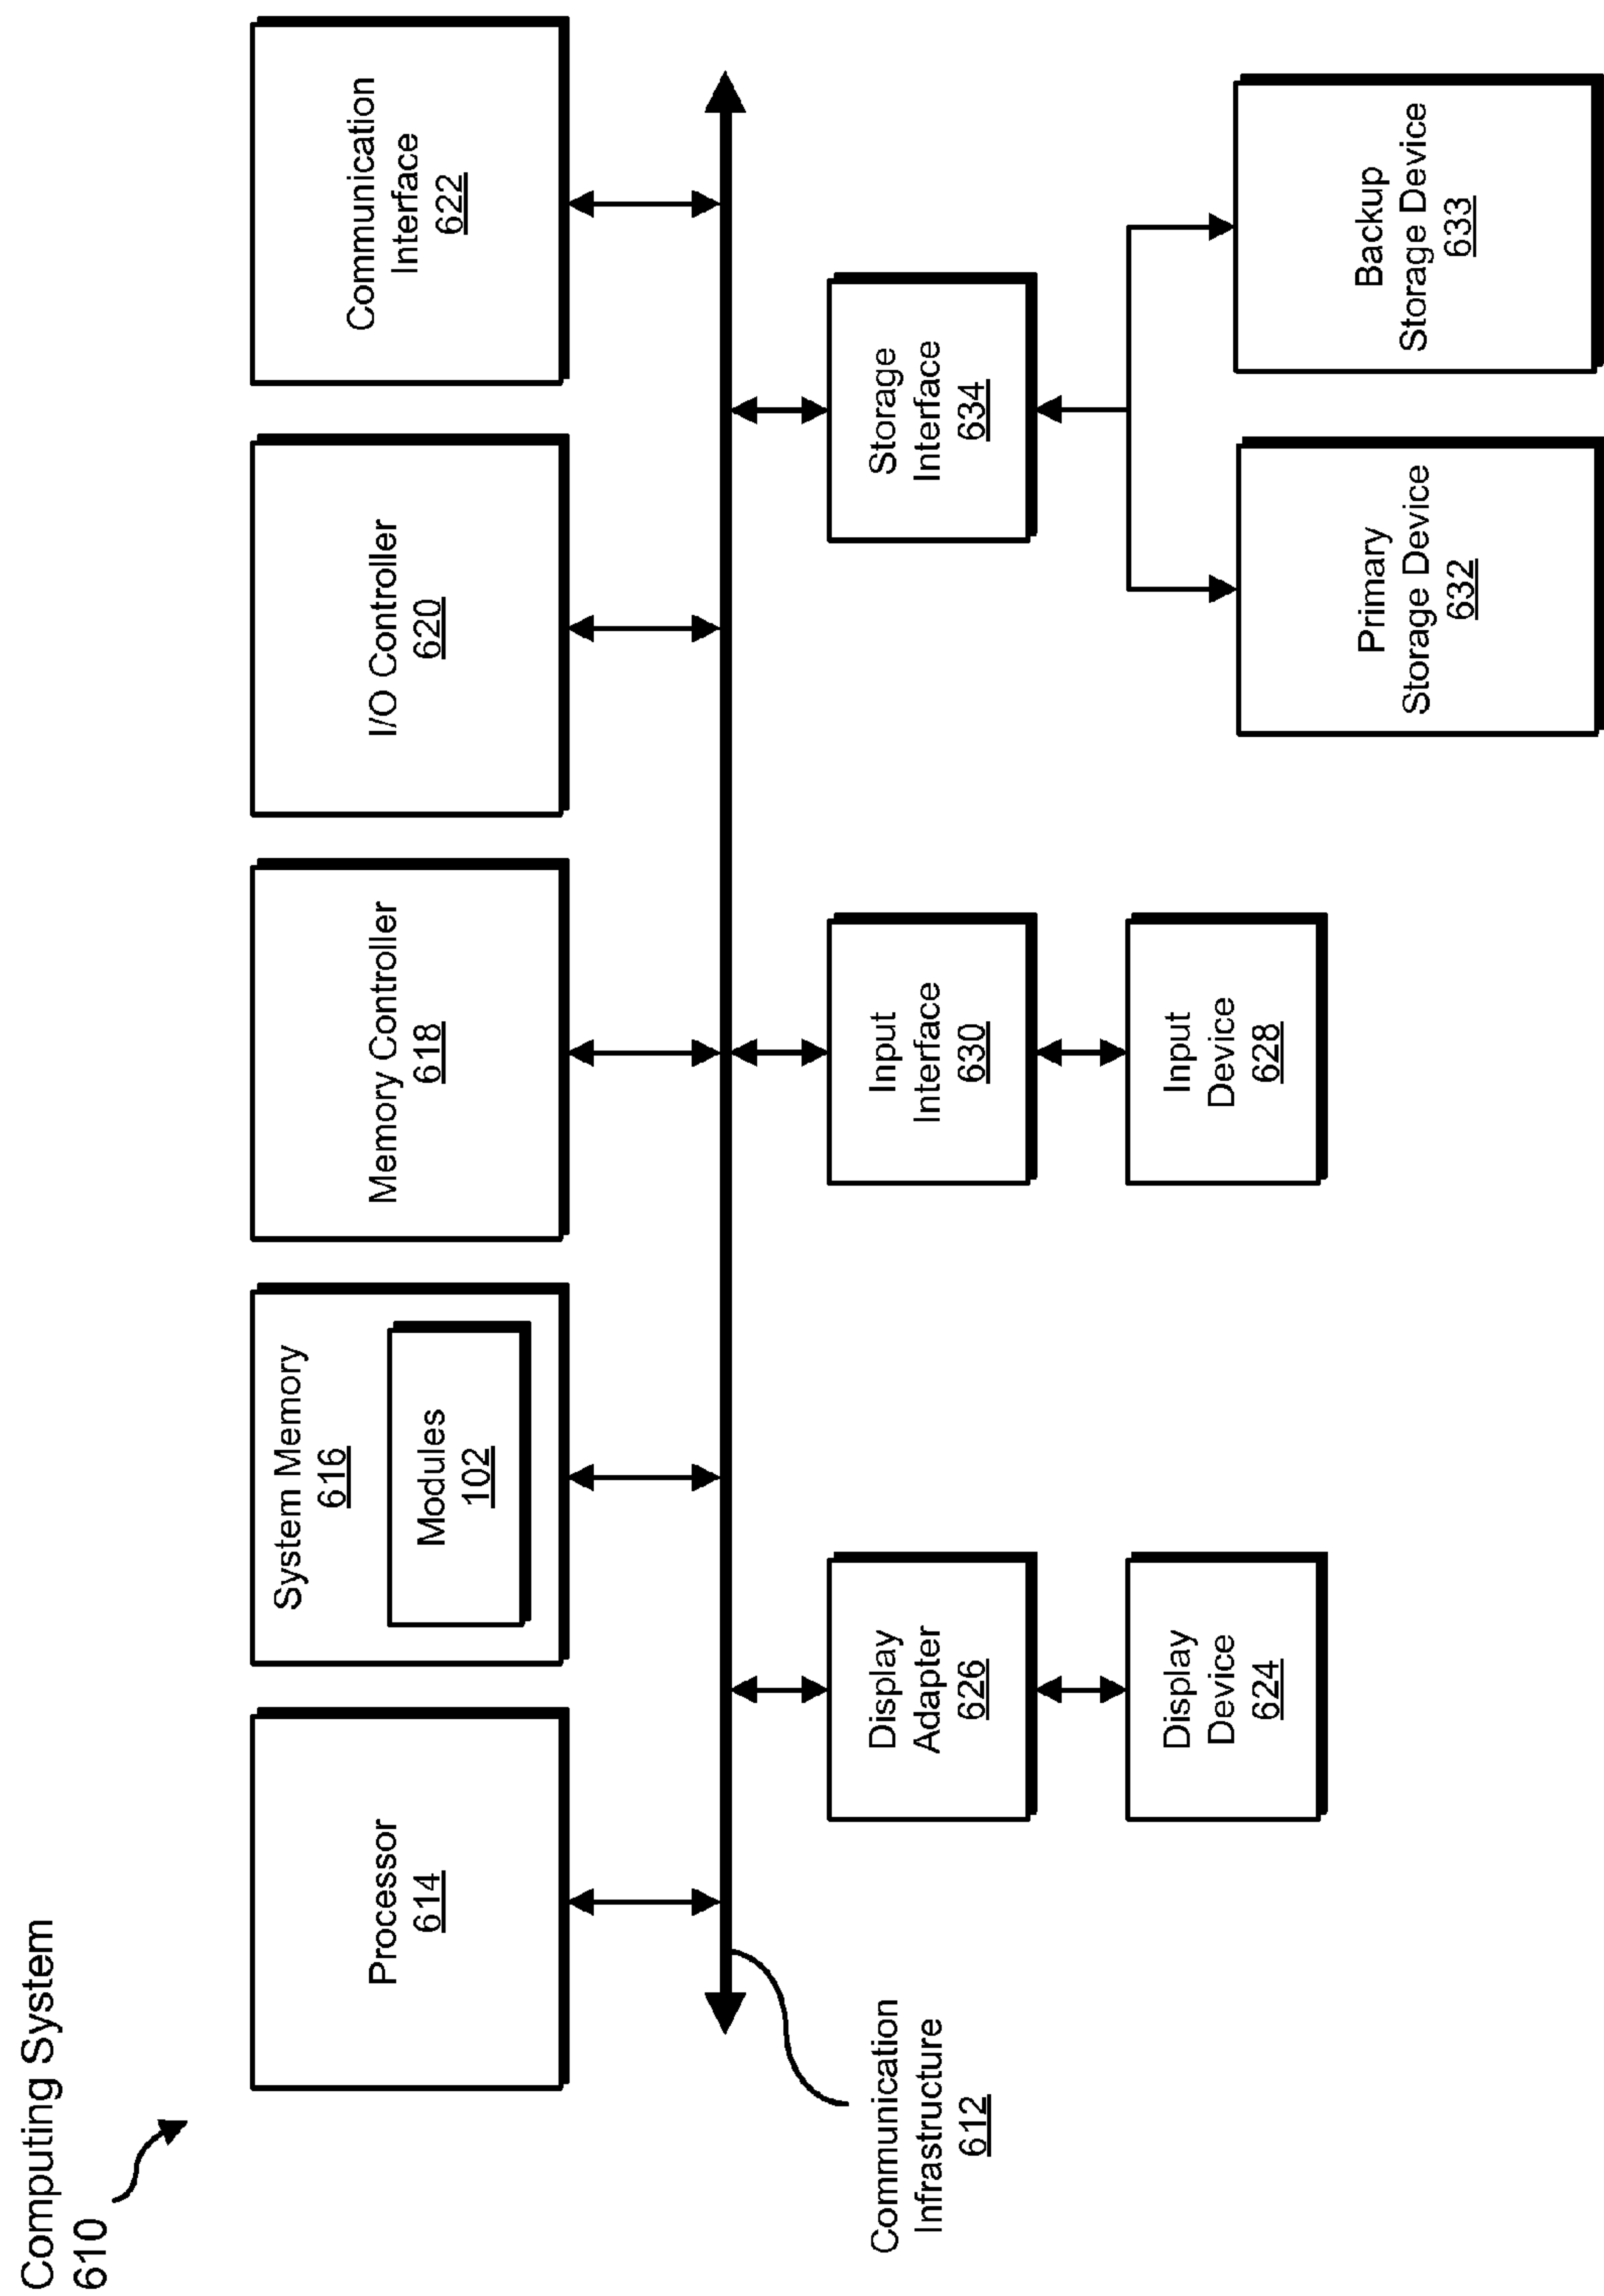 Computing System
610
Processor
614
System Memory
616
Modules
102
Memory Controller
618
I/O Controller
620
Communication
Interface
622
Communication
Infrastructure
612
Display
Adapter
626
Input
Interface
630
Storage
Interface
634
Display
Device
624
Input
Device
628
Primary
Storage Device
632
Backup
Storage Device
633